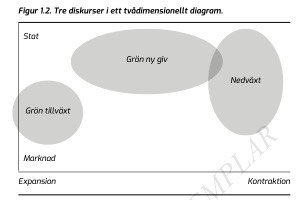 Figur 1.2. Tre diskurser i ett tvådimensionellt diagram.
Stat
Grön ny giv
Nedväxt
Grön tillväxt
Marknad
Expansion
Kontraktion